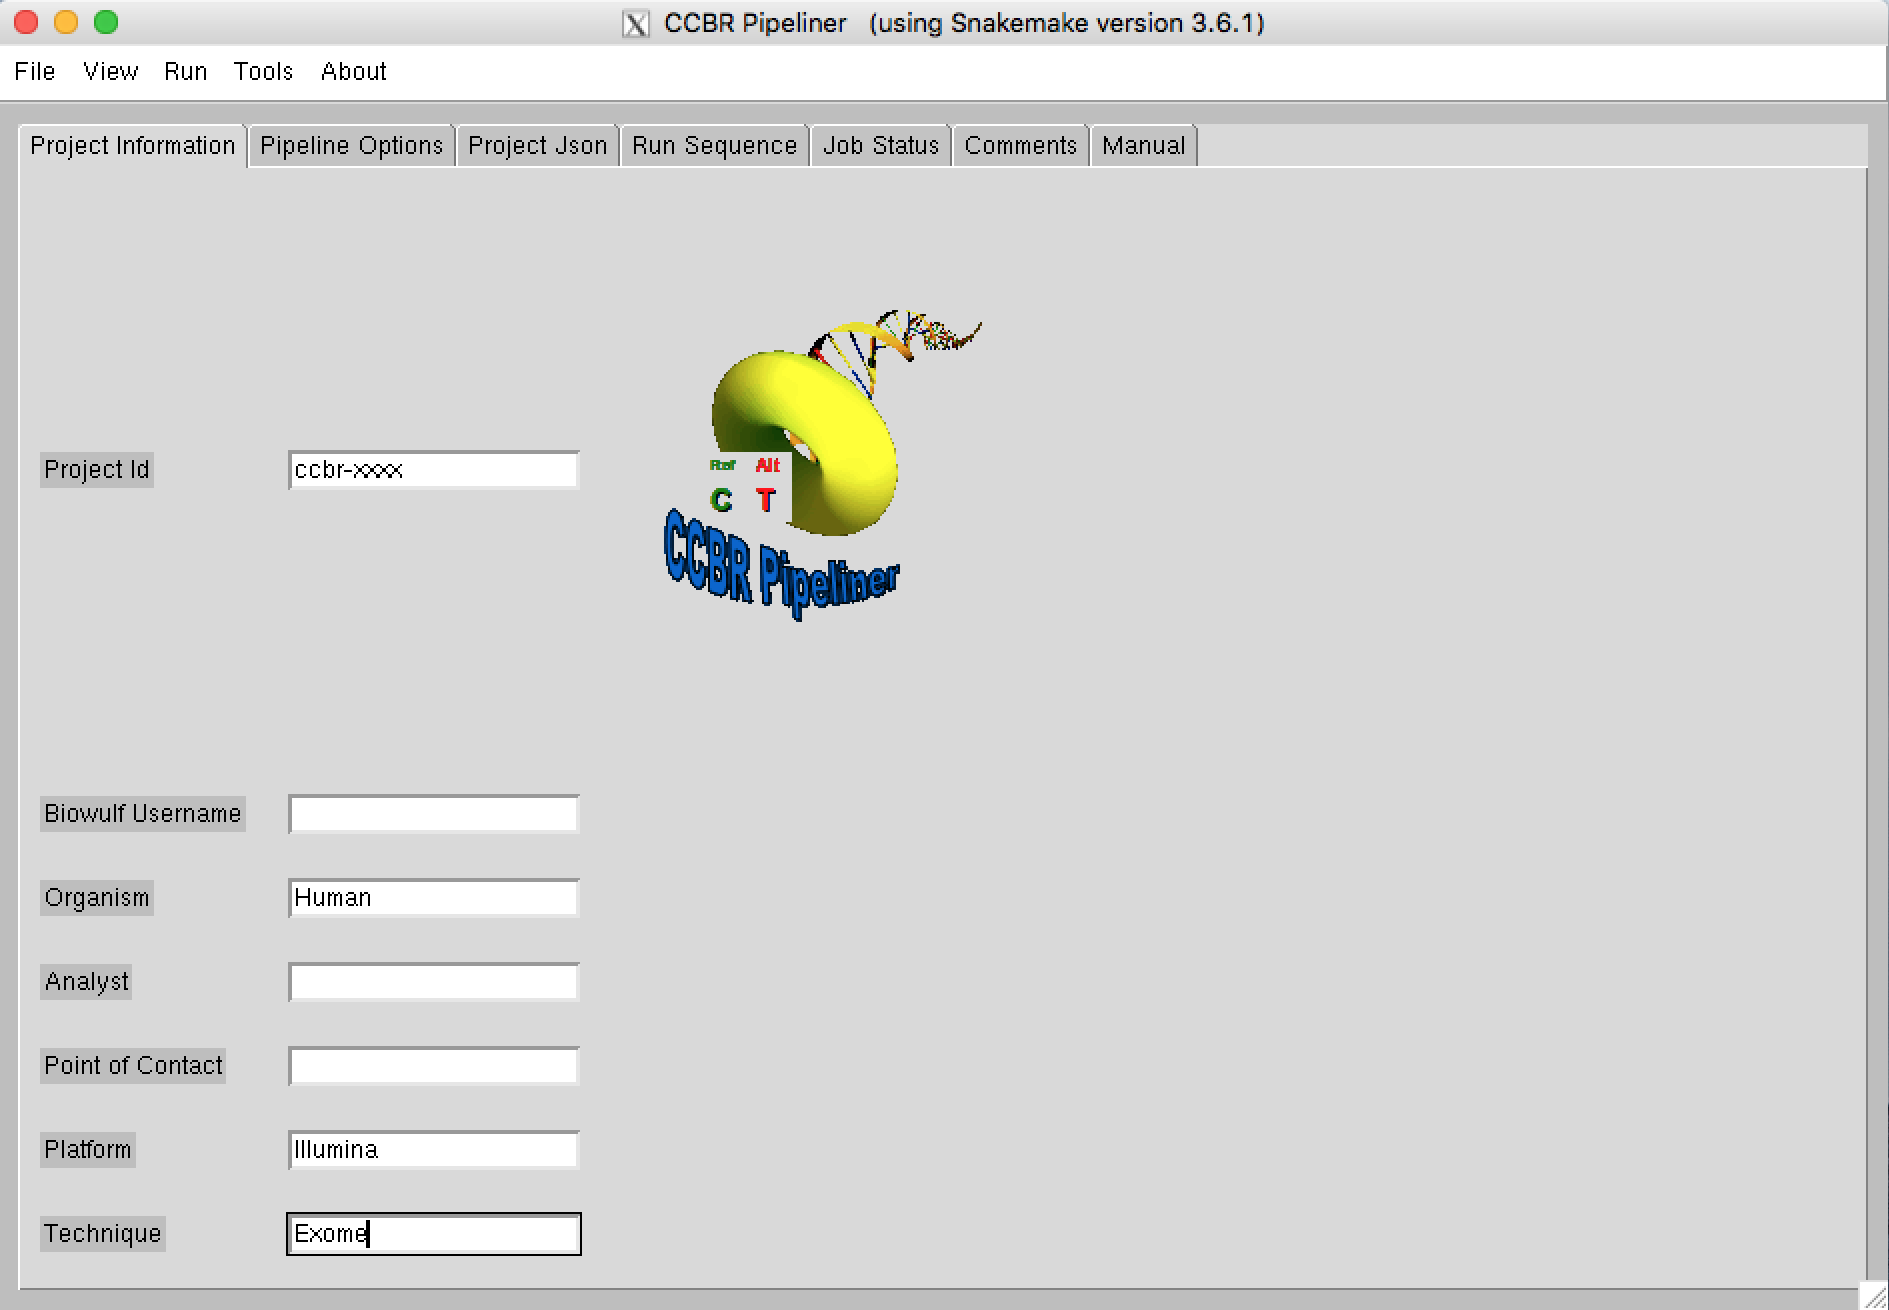 CCBR Pipeliner (using Snakemake version 3.6.1)
File View Run Tools About
Project Information Pipeline Options Project Json Run Sequence Job Status Comments Manual
Project Id ccbr-xxxx
Ref Alt
C T
CCBR Pipeliner
Biowulf Username
Organism Human
Analyst
Point of Contact
Platform Illumina
Technique Exome